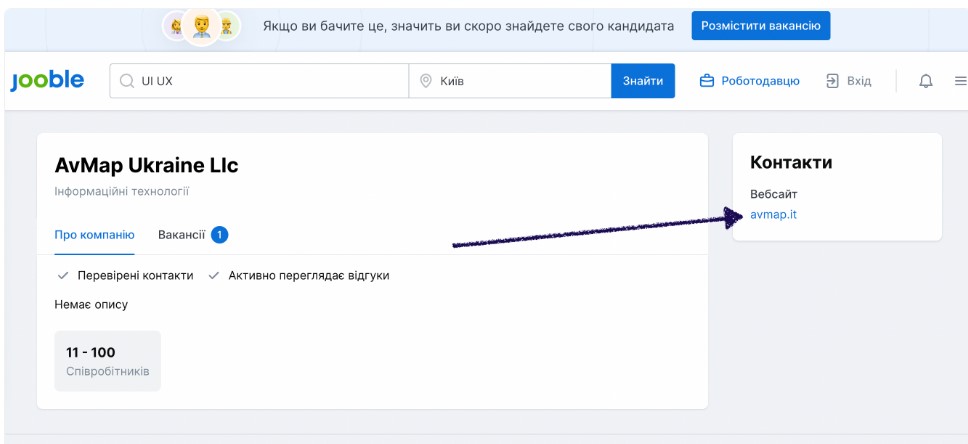 Якщо ви бачите це, значить ви скоро знайдете свого кандидата
Розмістити вакансію
jooble
UI UX
Київ
Знайти
Роботодавцю
Вхід
AvMap Ukraine Llc
Інформаційні технології
Про компанію
Вакансії 1
Перевірені контакти
Активно переглядає відгуки
Немає опису
11 - 100
Співробітників
Контакти
Вебсайт
avmap.it